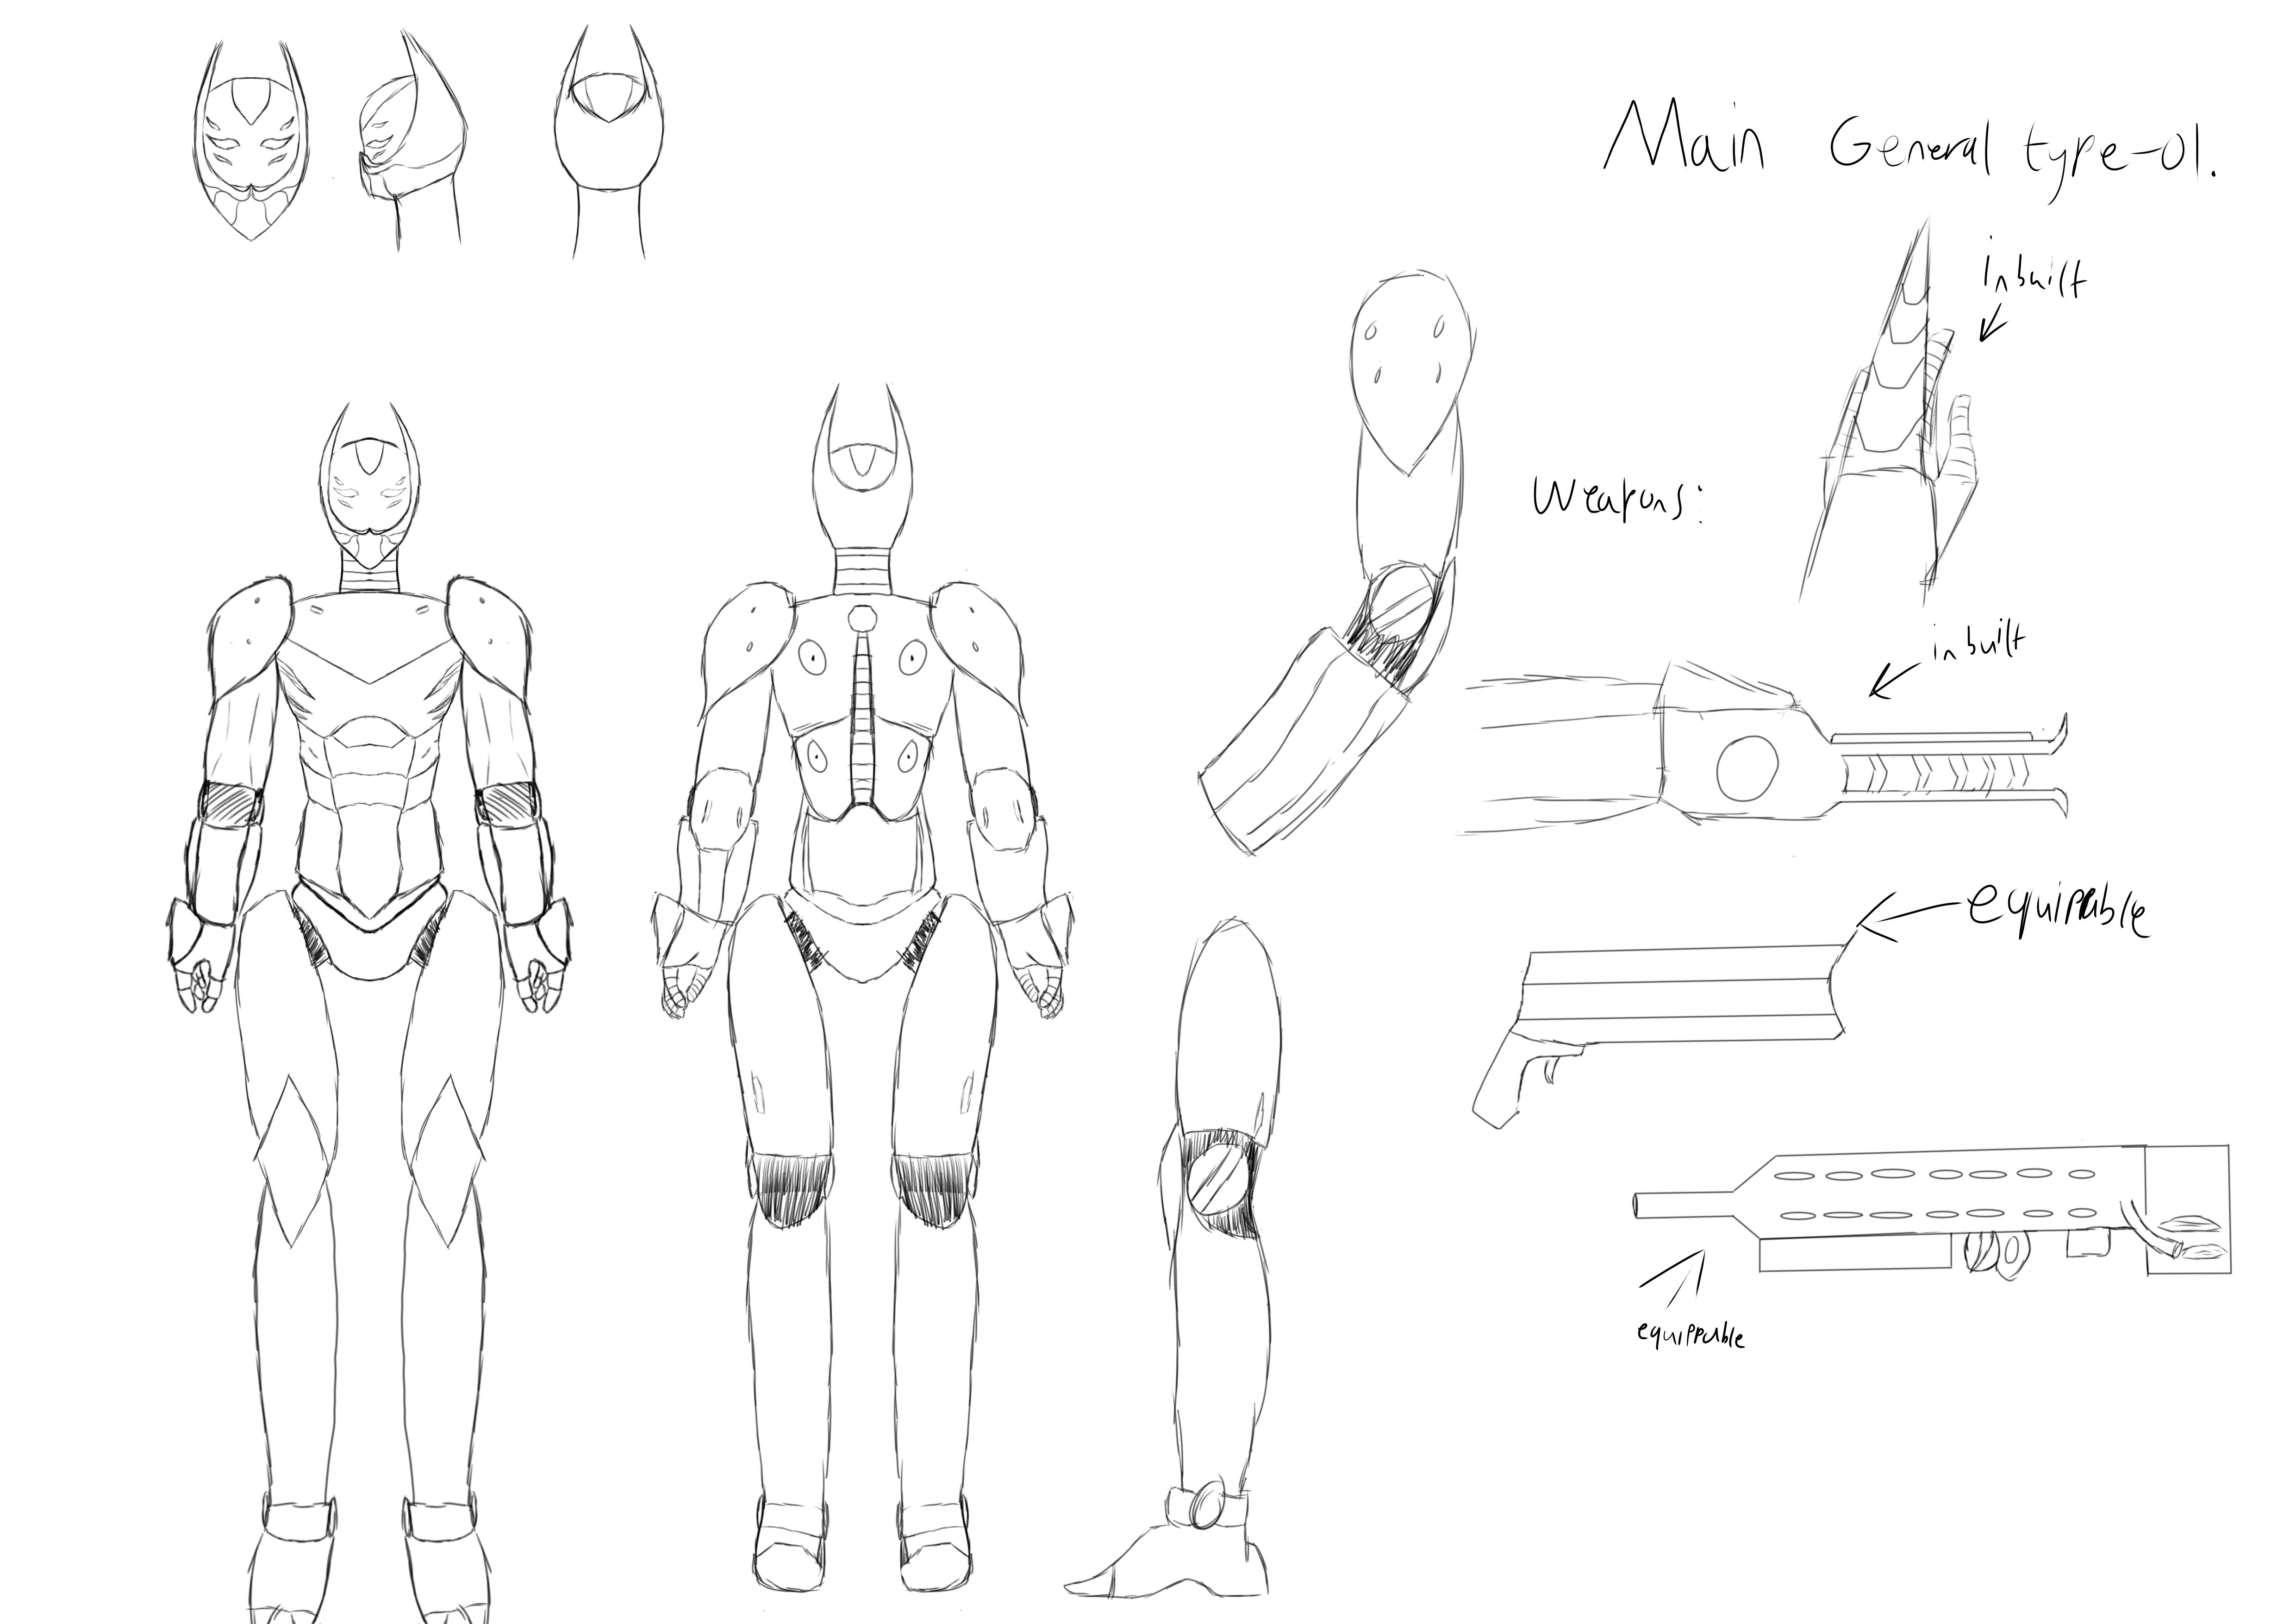 Main General type-01.
inbuilt
Weapons:
inbuilt
equippable
equippable